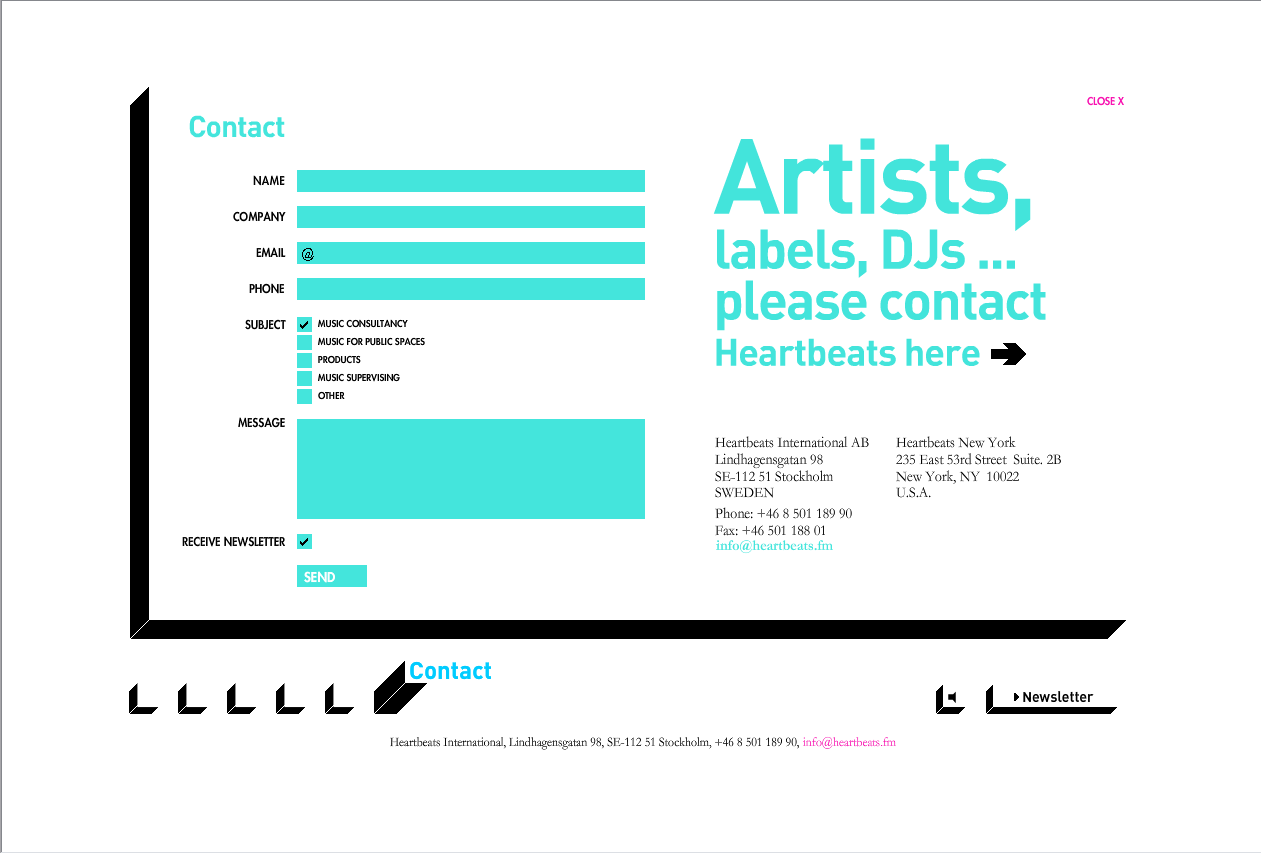 CLOSE X
Contact
NAME
COMPANY
EMAIL @
PHONE
SUBJECT MUSIC CONSULTANCY
MUSIC FOR PUBLIC SPACES
PRODUCTS
MUSIC SUPERVISING
OTHER
MESSAGE
RECEIVE NEWSLETTER
SEND
Artists,
labels, DJs ...
please contact
Heartbeats here
Heartbeats International AB
Lindhagensgatan 98
SE-112 51 Stockholm
SWEDEN
Phone: +46 8 501 189 90
Fax: +46 501 188 01
info@heartbeats.fm
Heartbeats New York
235 East 53rd Street Suite. 2B
New York, NY 10022
U.S.A.
Contact
Newsletter
Heartbeats International, Lindhagensgatan 98, SE-112 51 Stockholm, +46 8 501 189 90, info@heartbeats.fm